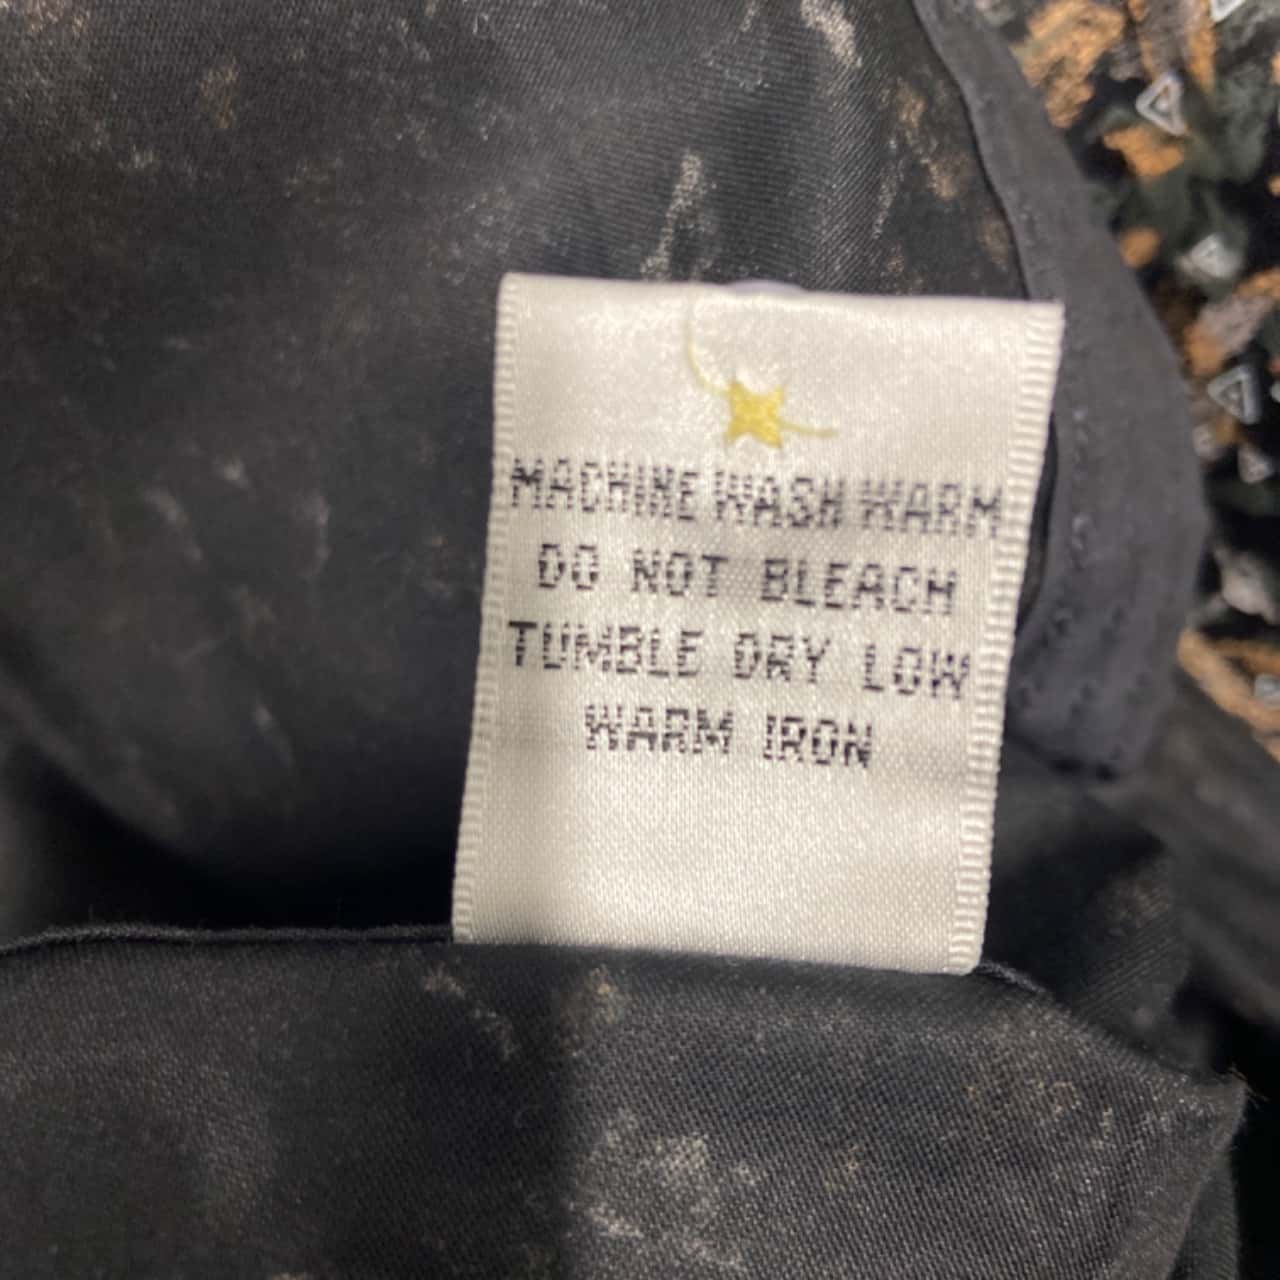 MACHINE WASH WARM
DO NOT BLEACH
TUMBLE DRY LOW
WARM IRON